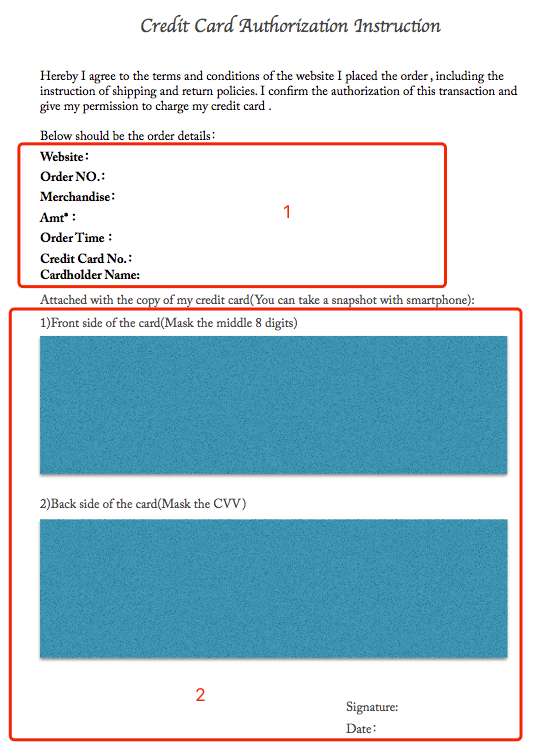 Credit Card Authorization Instruction
Hereby I agree to the terms and conditions of the website I placed the order , including the
instruction of shipping and return policies. I confirm the authorization of this transaction and
give my permission to charge my credit card .
Below should be the order details：
Website：
Order NO.：
Merchandise：
1
Amt*：
Order Time：
Credit Card No.：
Cardholder Name:
Attached with the copy of my credit card(You can take a snapshot with smartphone):
1)Front side of the card(Mask the middle 8 digits)
2)Back side of the card(Mask the CVV)
2
Signature:
Date：